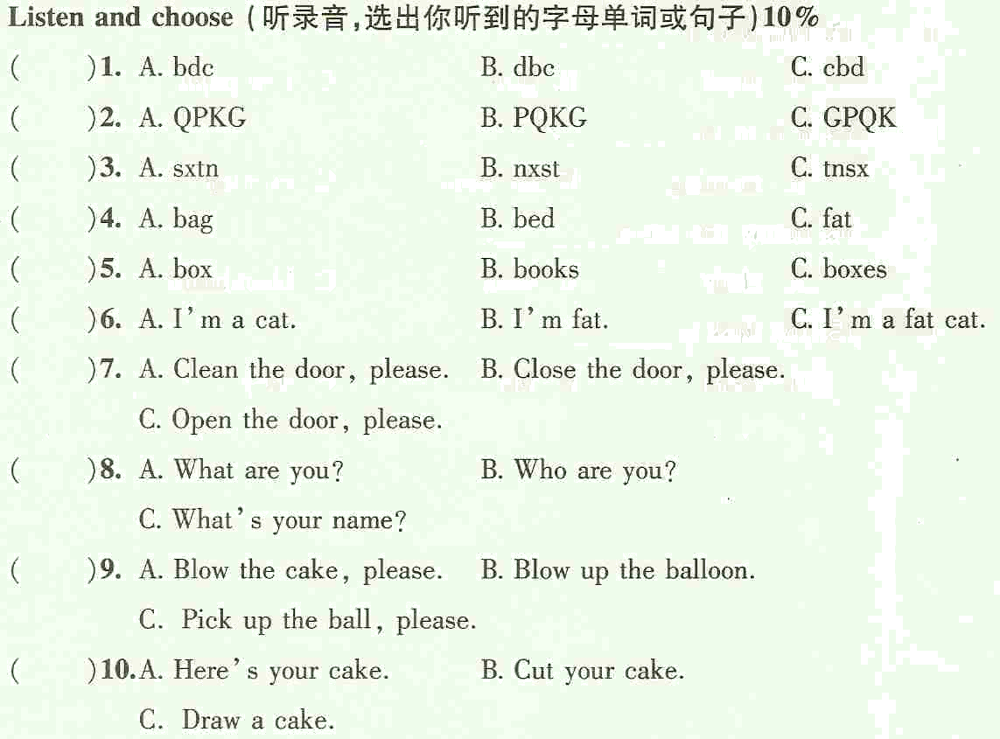 Listen and choose (听录音,选出你听到的字母单词或句子)10%
( )1. A. bdc B. dbc C. cbd
( )2. A. QPKG B. PQKG C. GPQK
( )3. A. sxtn B. nxst C. tnsx
( )4. A. bag B. bed C. fat
( )5. A. box B. books C. boxes
( )6. A. I'm a cat. B. I'm fat. C. I'm a fat cat.
( )7. A. Clean the door, please. B. Close the door, please.
C. Open the door, please.
( )8. A. What are you? B. Who are you?
C. What's your name?
( )9. A. Blow the cake, please. B. Blow up the balloon.
C. Pick up the ball, please.
( )10. A. Here's your cake. B. Cut your cake.
C. Draw a cake.